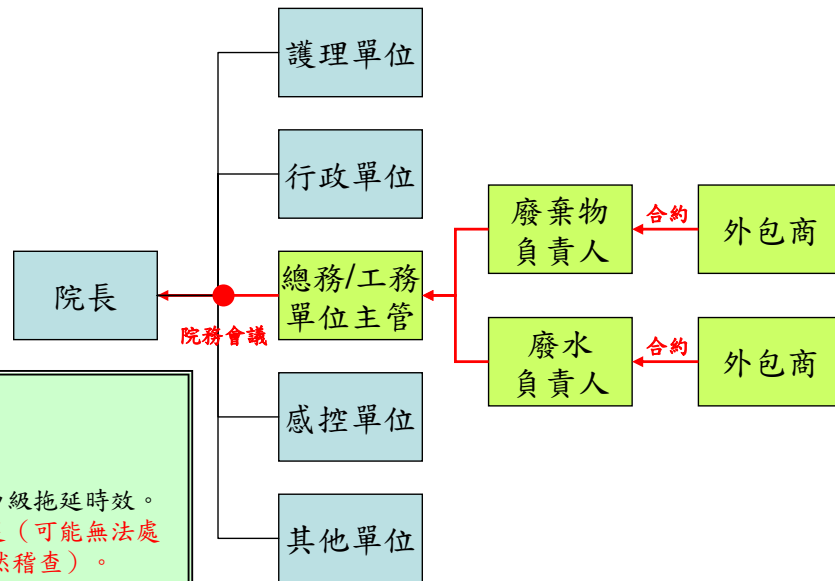 護理單位
行政單位
院長
總務/工務
單位主管
院務會議
廢棄物
負責人
合約
外包商
廢水
負責人
合約
外包商
感控單位
其他單位
級拖延時效。
（可能無法處
然稽查）。